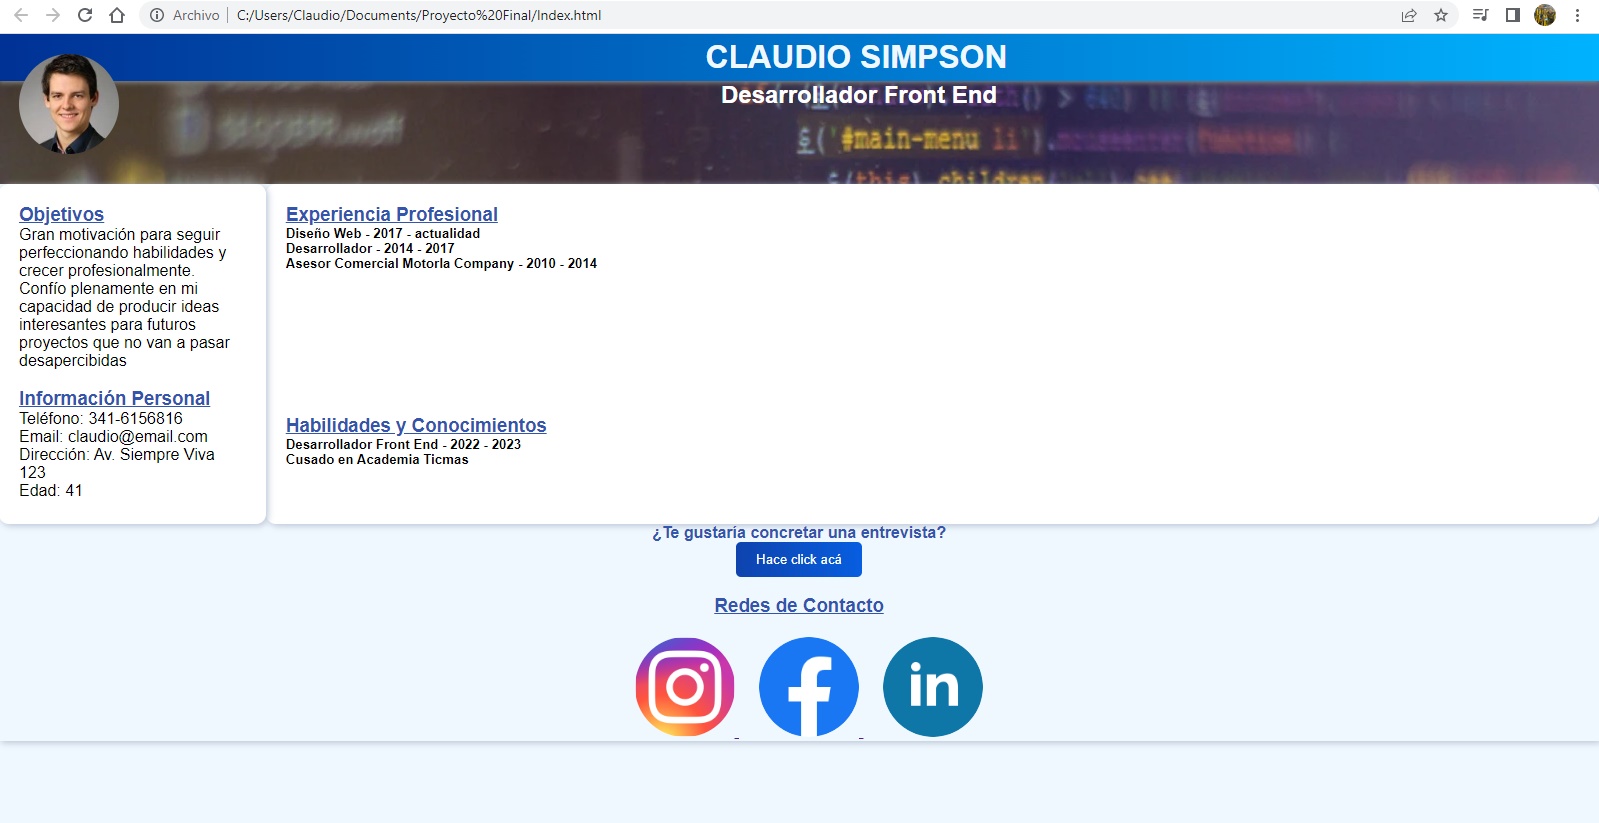 Archivo
C:/Users/Claudio/Documents/Proyecto%20Final/Index.html
CLAUDIO SIMPSON
Desarrollador Front End
$('#main-menu li')
$(this) children
Objetivos
Gran motivación para seguir
perfeccionando habilidades y
crecer profesionalmente.
Confío plenamente en mi
capacidad de producir ideas
interesantes para futuros
proyectos que no van a pasar
desapercibidas
Información Personal
Teléfono: 341-6156816
Email: claudio@email.com
Dirección: Av. Siempre Viva
123
Edad: 41
Experiencia Profesional
Diseño Web - 2017 - actualidad
Desarrollador - 2014 - 2017
Asesor Comercial Motorla Company - 2010 - 2014
Habilidades y Conocimientos
Desarrollador Front End - 2022 - 2023
Cusado en Academia Ticmas
¿Te gustaría concretar una entrevista?
Hace click acá
Redes de Contacto
in